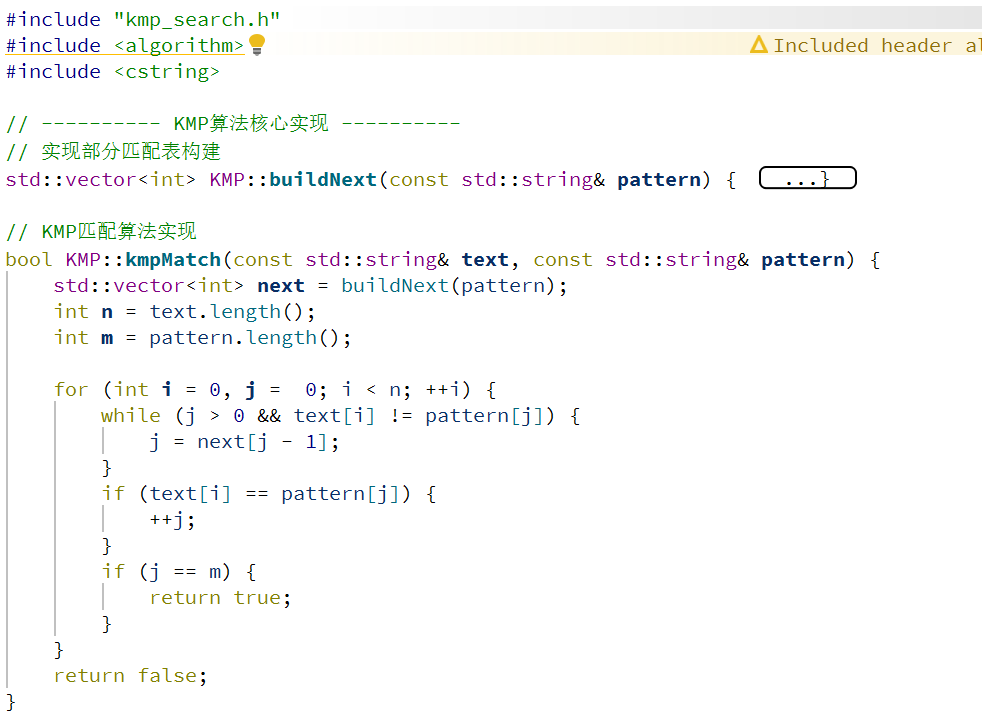 #include "kmp_search.h"
#include <algorithm> Included header al
#include <cstring>
// ---------- KMP算法核心实现 ----------
// 实现部分匹配表构建
std::vector<int> KMP::buildNext(const std::string& pattern) { ...}
// KMP匹配算法实现
bool KMP::kmpMatch(const std::string& text, const std::string& pattern) {
    std::vector<int> next = buildNext(pattern);
    int n = text.length();
    int m = pattern.length();
    for (int i = 0, j =  0; i < n; ++i) {
        while (j > 0 && text[i] != pattern[j]) {
            j = next[j - 1];
        }
        if (text[i] == pattern[j]) {
            ++j;
        }
        if (j == m) {
            return true;
        }
    }
    return false;
}